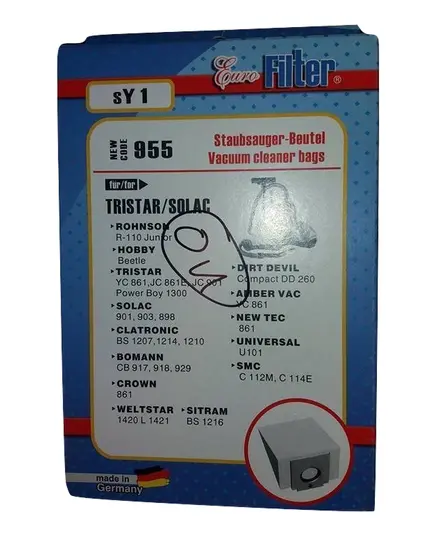 Euro Filter®
sY 1
NEW CODE 955
Staubsauger-Beutel
Vacuum cleaner bags
für/for
TRISTAR/SOLAC
ROHNSON
R-110 Junior
HOBBY
Beetle
TRISTAR
YC 861, JC 861E, JC 901
Power Boy 1300
SOLAC
901, 903, 898
CLATRONIC
BS 1207, 1214, 1210
BOMANN
CB 917, 918, 929
CROWN
861
WELTSTAR
1420 L 1421
SITRAM
BS 1216
DIRT DEVIL
Compact DD 260
AMBER VAC
YC 861
NEW TEC
861
UNIVERSAL
U101
SMC
C 112M, C 114E
made in
Germany